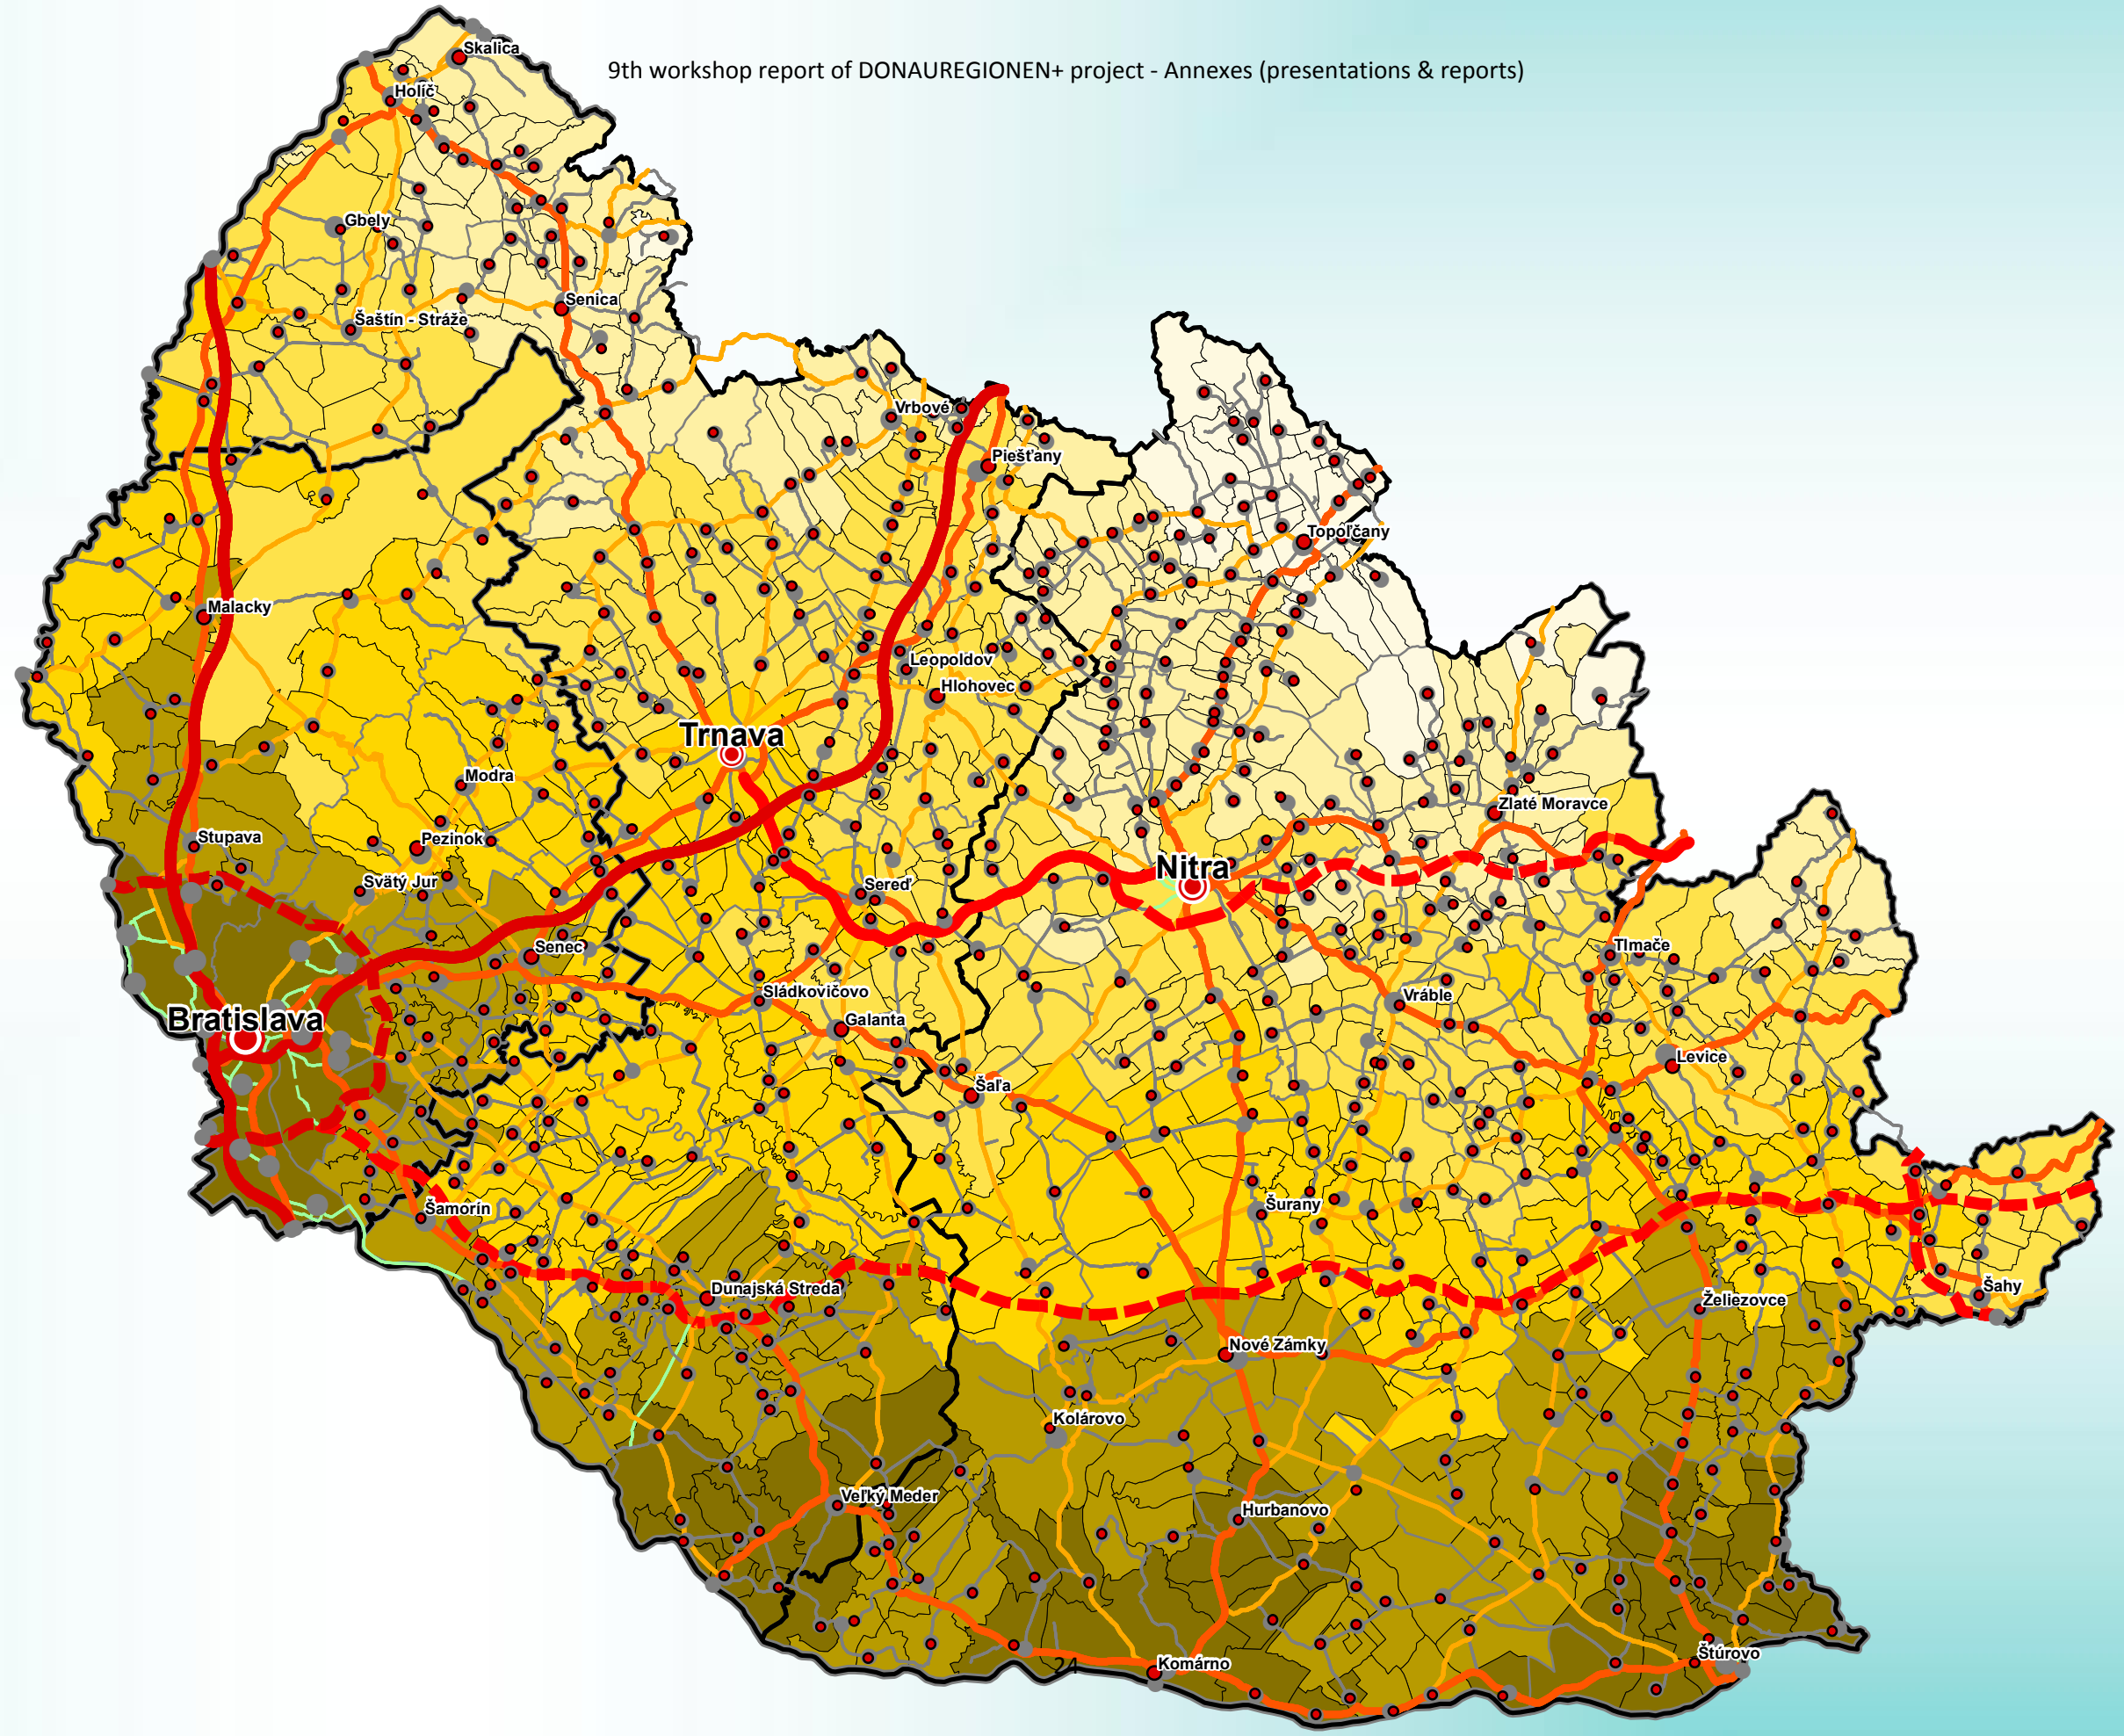 9th workshop report of DONAUREGIONEN+ project - Annexes (presentations & reports)
Skalica
Holíč
Gbely
Senica
Šaštín - Stráže
Vrbové
Piešťany
Topoľčany
Malacky
Leopoldov
Hlohovec
Trnava
Modra
Zlaté Moravce
Stupava
Pezinok
Nitra
Svätý Jur
Sereď
Senec
Tlmače
Sládkovičovo
Vráble
Bratislava
Galanta
Levice
Šaľa
Šurany
Šamorín
Dunajská Streda
Šahy
Želiezovce
Nové Zámky
Kolárovo
Veľký Meder
Hurbanovo
Štúrovo
Komárno
24